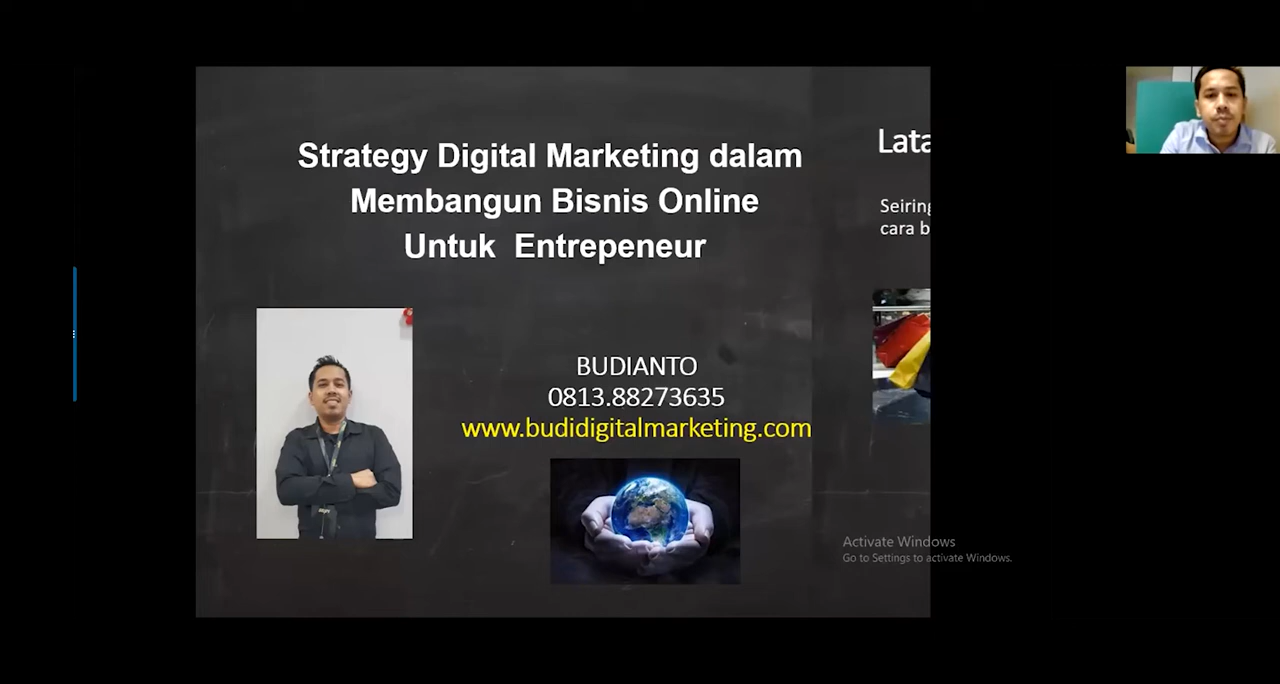 Strategy Digital Marketing dalam
Membangun Bisnis Online
Untuk Entrepeneur
BUDIANTO
0813.88273635
www.budidigitalmarketing.com
Lata
Seiring
cara b
Activate Windows
Go to Settings to activate Windows.